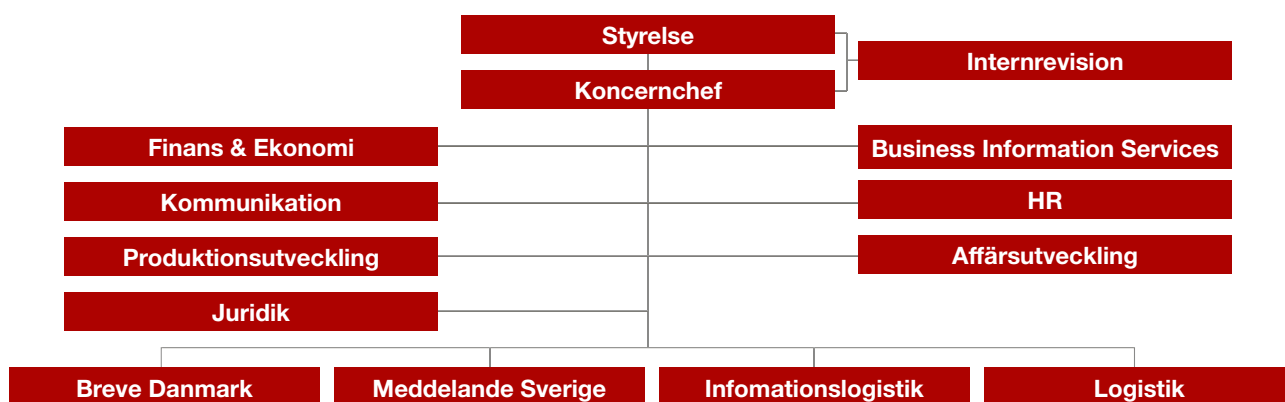 Styrelse
Internrevision
Koncernchef
Finans & Ekonomi
Business Information Services
Kommunikation
HR
Produktionsutveckling
Affärsutveckling
Juridik
Breve Danmark
Meddelande Sverige
Infomationslogistik
Logistik